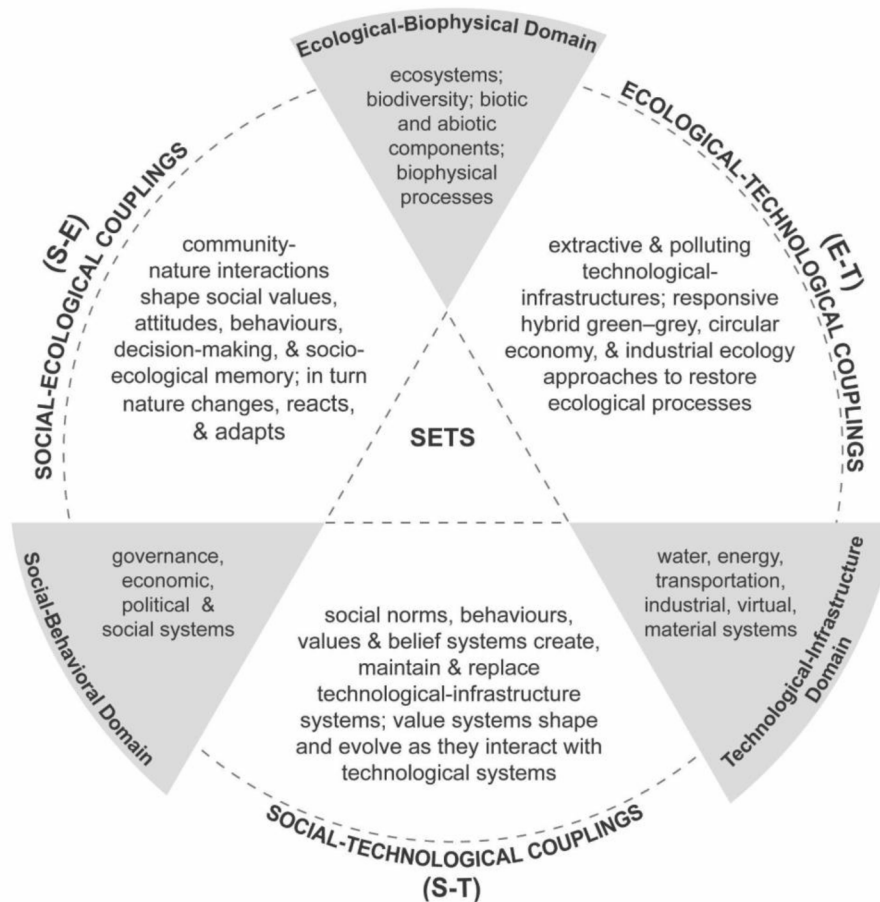 Ecological-Biophysical Domain
ecosystems;
biodiversity; biotic
and abiotic
components;
biophysical
processes
SOCIAL-ECOLOGICAL COUPLINGS
(S-E)
community-
nature interactions
shape social values,
attitudes, behaviours,
decision-making, & socio-
ecological memory; in turn
nature changes, reacts,
& adapts
ECOLOGICAL-TECHNOLOGICAL COUPLINGS
(E-T)
extractive & polluting
technological-
infrastructures; responsive
hybrid green–grey, circular
economy, & industrial ecology
approaches to restore
ecological processes
SETS
Social-Behavioral Domain
governance,
economic,
political &
social systems
social norms, behaviours,
values & belief systems create,
maintain & replace
technological-infrastructure
systems; value systems shape
and evolve as they interact with
technological systems
water, energy,
transportation,
industrial, virtual,
material systems
Technological-Infrastructure
Domain
SOCIAL-TECHNOLOGICAL COUPLINGS
(S-T)